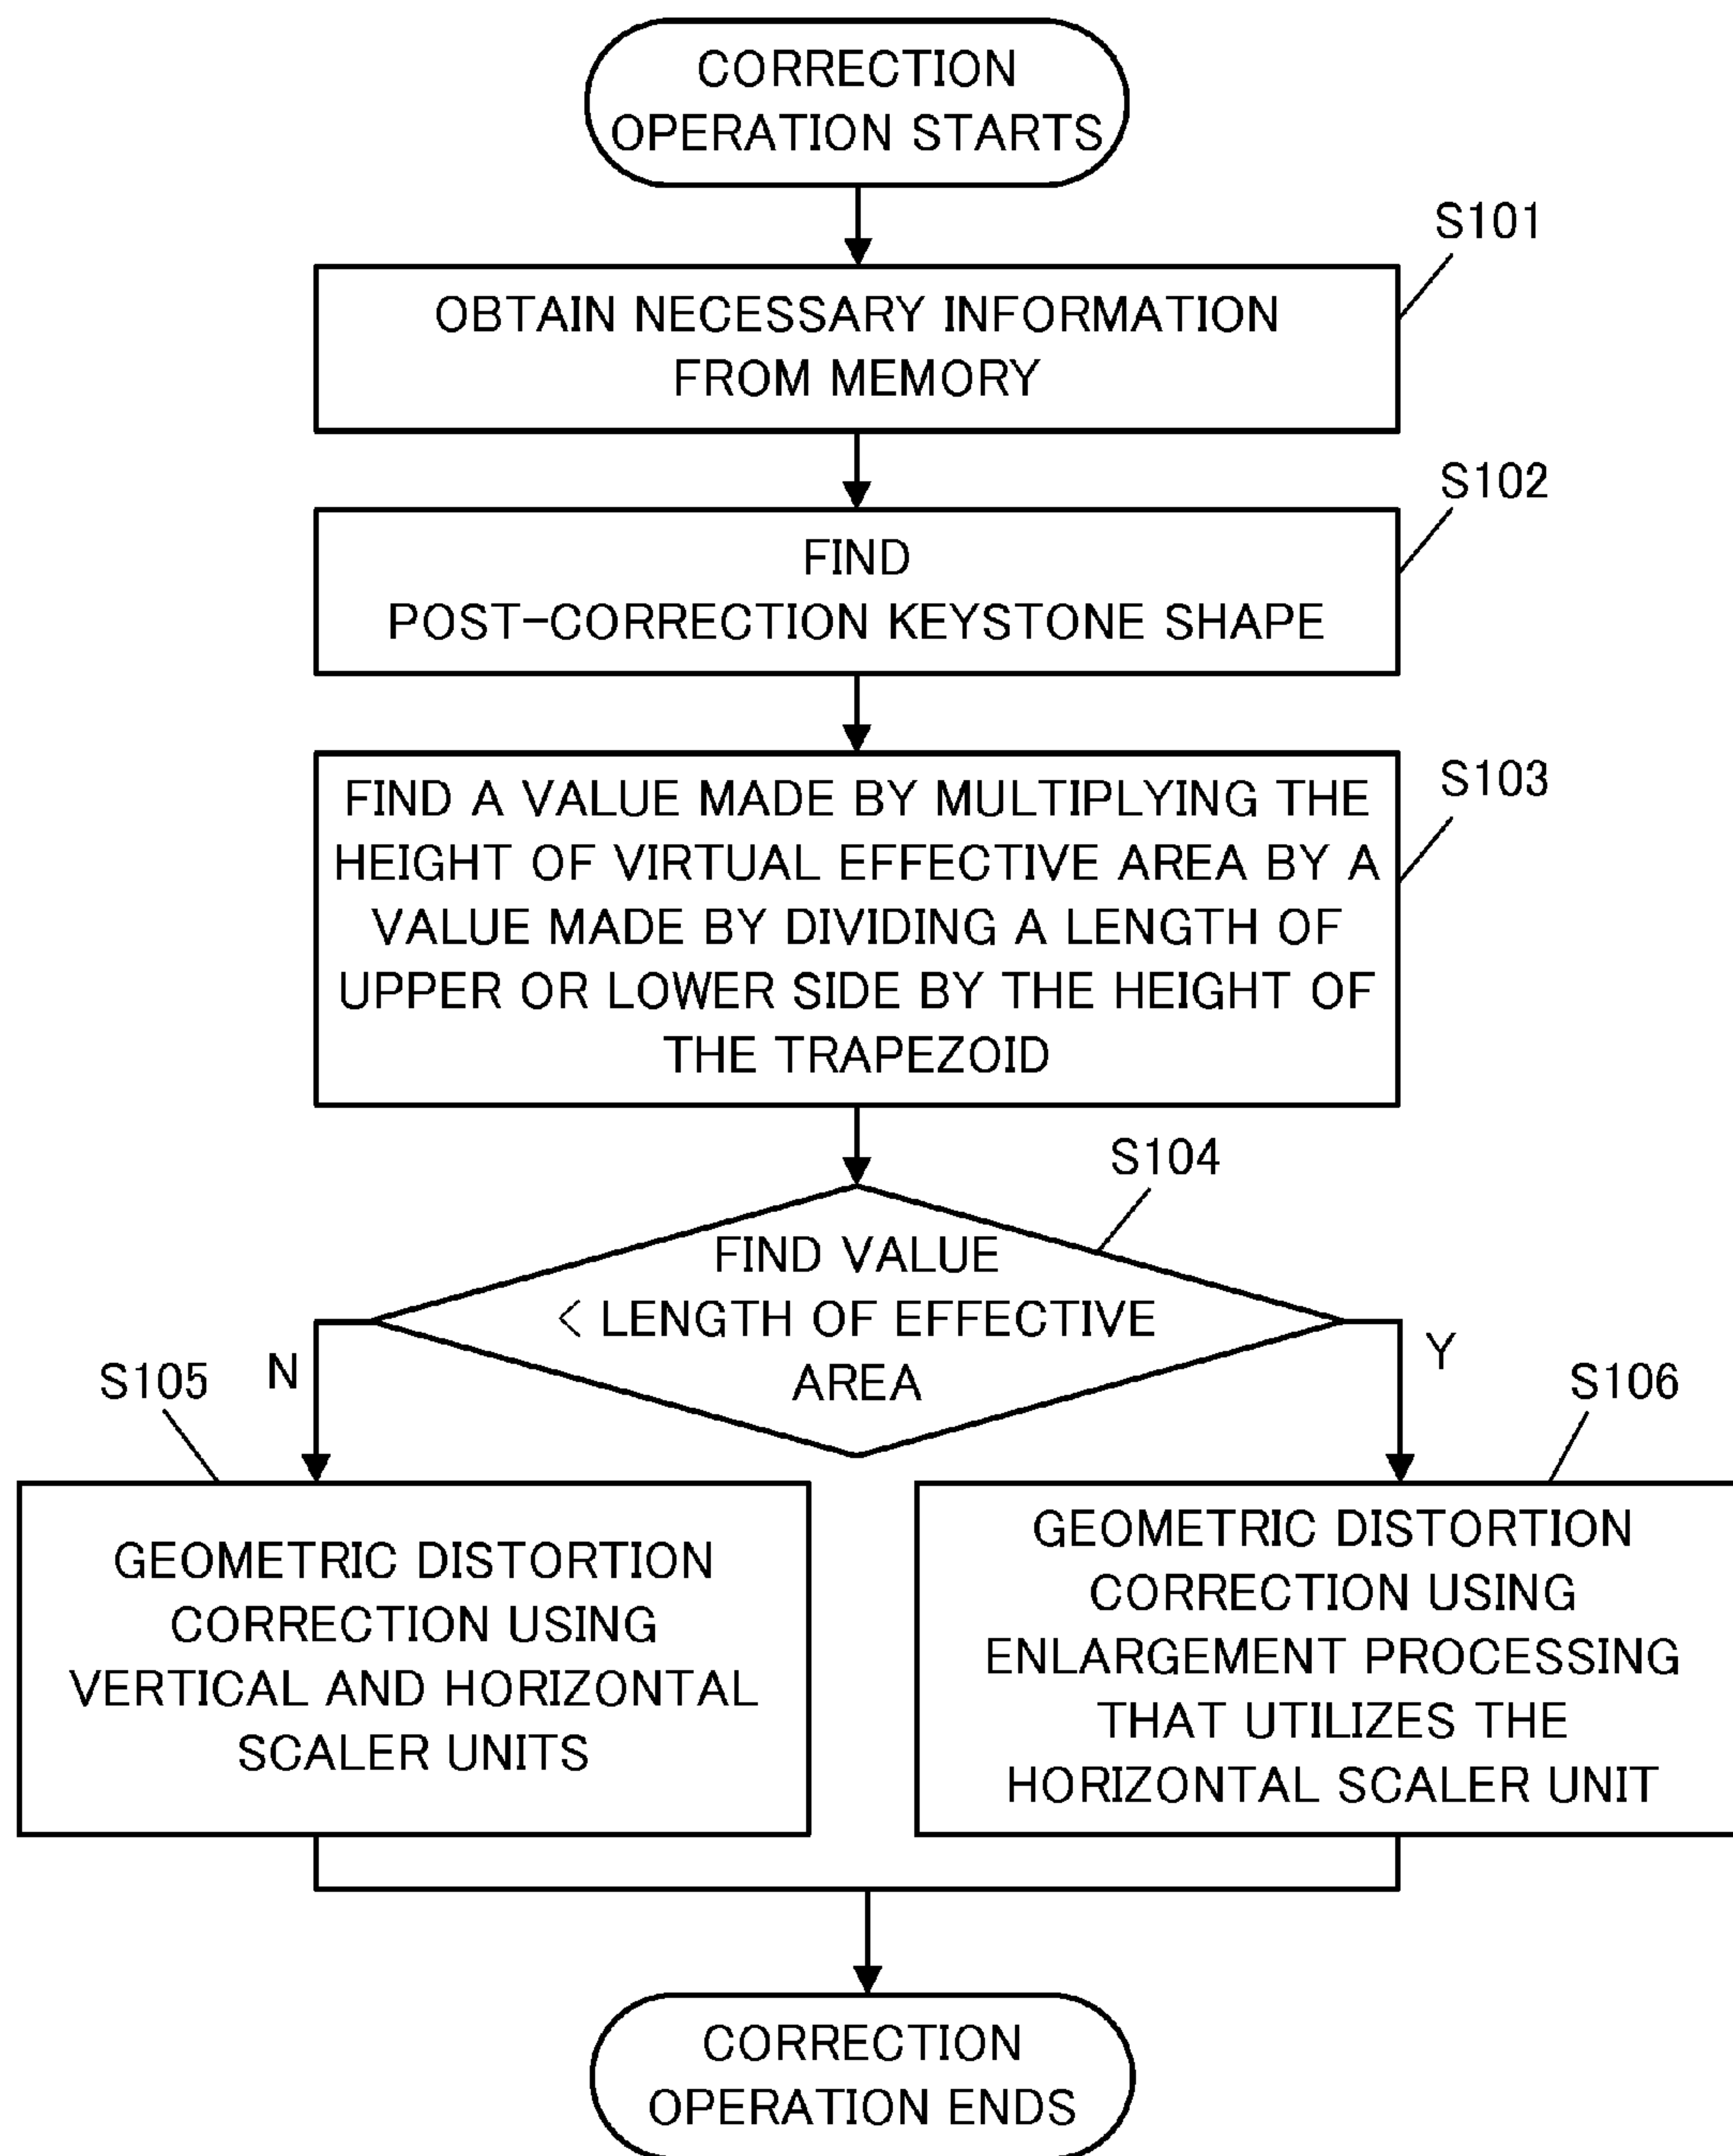 CORRECTION
OPERATION STARTS
S101
OBTAIN NECESSARY INFORMATION
FROM MEMORY
S102
FIND
POST-CORRECTION KEYSTONE SHAPE
S103
FIND A VALUE MADE BY MULTIPLYING THE
HEIGHT OF VIRTUAL EFFECTIVE AREA BY A
VALUE MADE BY DIVIDING A LENGTH OF
UPPER OR LOWER SIDE BY THE HEIGHT OF
THE TRAPEZOID
S104
FIND VALUE
< LENGTH OF EFFECTIVE
AREA
N
Y
S105
GEOMETRIC DISTORTION
CORRECTION USING
VERTICAL AND HORIZONTAL
SCALER UNITS
S106
GEOMETRIC DISTORTION
CORRECTION USING
ENLARGEMENT PROCESSING
THAT UTILIZES THE
HORIZONTAL SCALER UNIT
CORRECTION
OPERATION ENDS